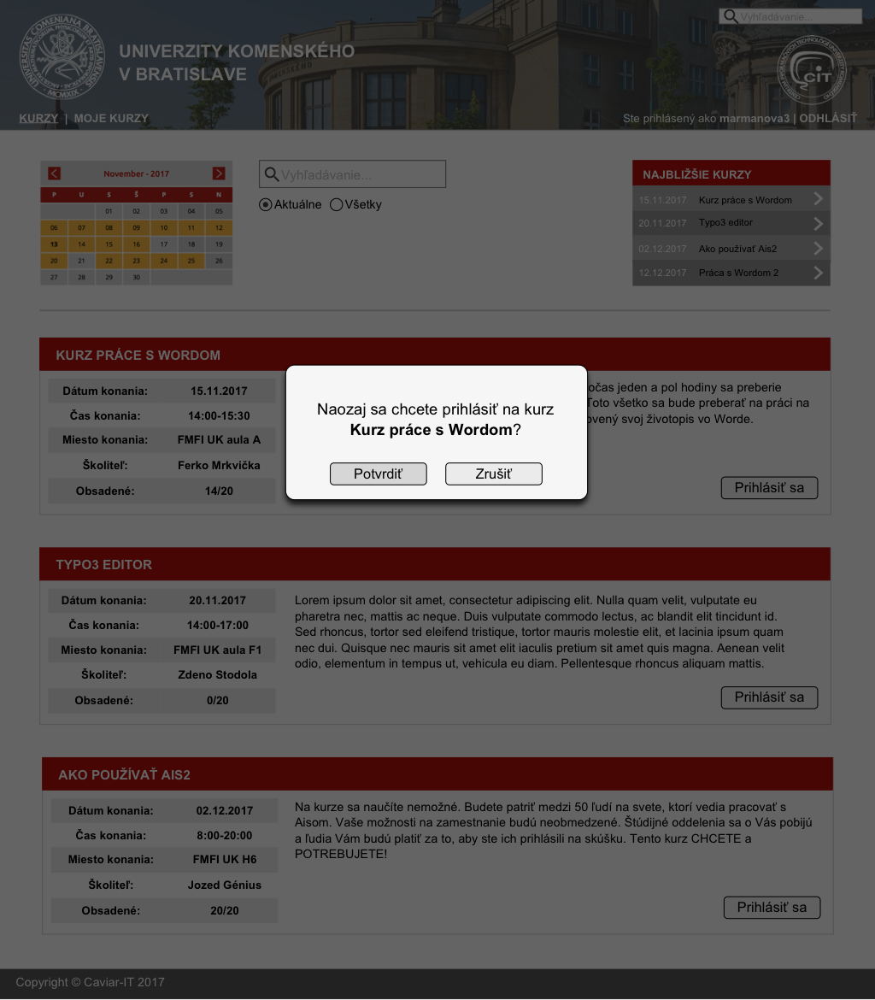 Vyhľadávanie...
UNIVERZITY KOMENSKÉHO
V BRATISLAVE
CIT
KURZY | MOJE KURZY
Ste prihlásený ako marmanova3 | ODHLÁSIŤ
November - 2017
P U S Š P S N
01 02 03 04 05
06 07 08 09 10 11 12
13 14 15 16 17 18 19
20 21 22 23 24 25 26
27 28 29 30
Vyhľadávanie...
Aktuálne Všetky
NAJBLIŽŠIE KURZY
15.11.2017 Kurz práce s Wordom
20.11.2017 Typo3 editor
02.12.2017 Ako používať Ais2
12.12.2017 Práca s Wordom 2
KURZ PRÁCE S WORDOM
Dátum konania: 15.11.2017
Čas konania: 14:00-15:30
Miesto konania: FMFI UK aula A
Školiteľ: Ferko Mrkvička
Obsadené: 14/20
očas jeden a pol hodiny sa preberie
Toto všetko sa bude preberať na práci na
ovený svoj životopis vo Worde.
Prihlásiť sa
Naozaj sa chcete prihlásiť na kurz
Kurz práce s Wordom?
Potvrdiť Zrušiť
TYPO3 EDITOR
Dátum konania: 20.11.2017
Čas konania: 14:00-17:00
Miesto konania: FMFI UK aula F1
Školiteľ: Zdeno Stodola
Obsadené: 0/20
Lorem ipsum dolor sit amet, consectetur adipiscing elit. Nulla quam velit, vulputate eu
pharetra nec, mattis ac neque. Duis vulputate commodo lectus, ac blandit elit tincidunt id.
Sed rhoncus, tortor sed eleifend tristique, tortor mauris molestie elit, et lacinia ipsum quam
nec dui. Quisque nec mauris sit amet elit iaculis pretium sit amet quis magna. Aenean velit
odio, elementum in tempus ut, vehicula eu diam. Pellentesque rhoncus aliquam mattis.
Prihlásiť sa
AKO POUŽÍVAŤ AIS2
Dátum konania: 02.12.2017
Čas konania: 8:00-20:00
Miesto konania: FMFI UK H6
Školiteľ: Jozed Génius
Obsadené: 20/20
Na kurze sa naučíte nemožné. Budete patriť medzi 50 ľudí na svete, ktorí vedia pracovať s
Aisom. Vaše možnosti na zamestnanie budú neobmedzené. Štúdijné oddelenia sa o Vás pobijú
a ľudia Vám budú platiť za to, aby ste ich prihlásili na skúšku. Tento kurz CHCETE a
POTREBUJETE!
Prihlásiť sa
Copyright © Caviar-IT 2017